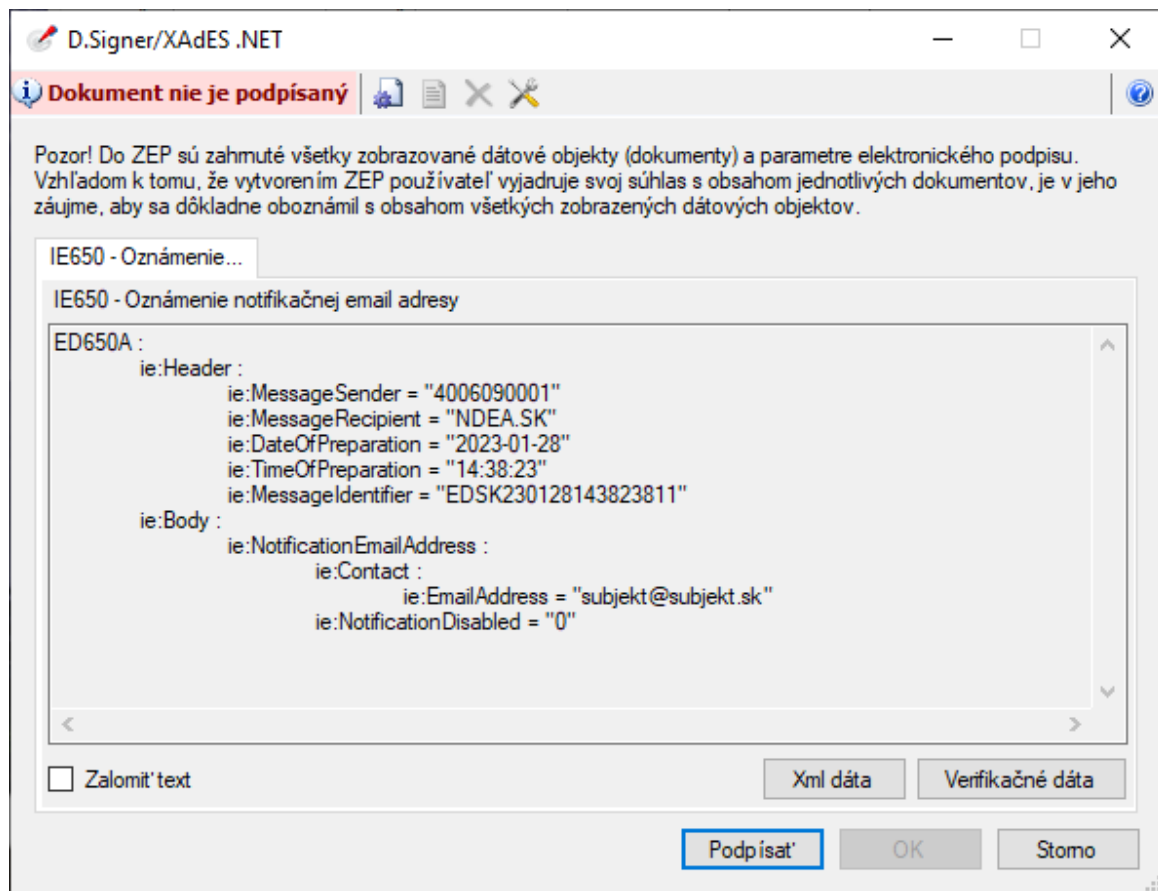 D.Signer/XAdES .NET
Dokument nie je podpísaný
Pozor! Do ZEP sú zahrnuté všetky zobrazované dátové objekty (dokumenty) a parametre elektronického podpisu.
Vzhľadom k tomu, že vytvorením ZEP používateľ vyjadruje svoj súhlas s obsahom jednotlivých dokumentov, je v jeho
záujme, aby sa dôkladne oboznámil s obsahom všetkých zobrazených dátových objektov.
IE650 - Oznámenie...
IE650 - Oznámenie notifikačnej email adresy
ED650A :
ie:Header :
ie:MessageSender = "4006090001"
ie:MessageRecipient = "NDEA.SK"
ie:DateOfPreparation = "2023-01-28"
ie:TimeOfPreparation = "14:38:23"
ie:MessageIdentifier = "EDSK230128143823811"
ie:Body :
ie:NotificationEmailAddress :
ie:Contact :
ie:EmailAddress = "subjekt@subjekt.sk"
ie:NotificationDisabled = "0"
Zalomiť text
Xml dáta
Verifikačné dáta
Podpísať
OK
Storno